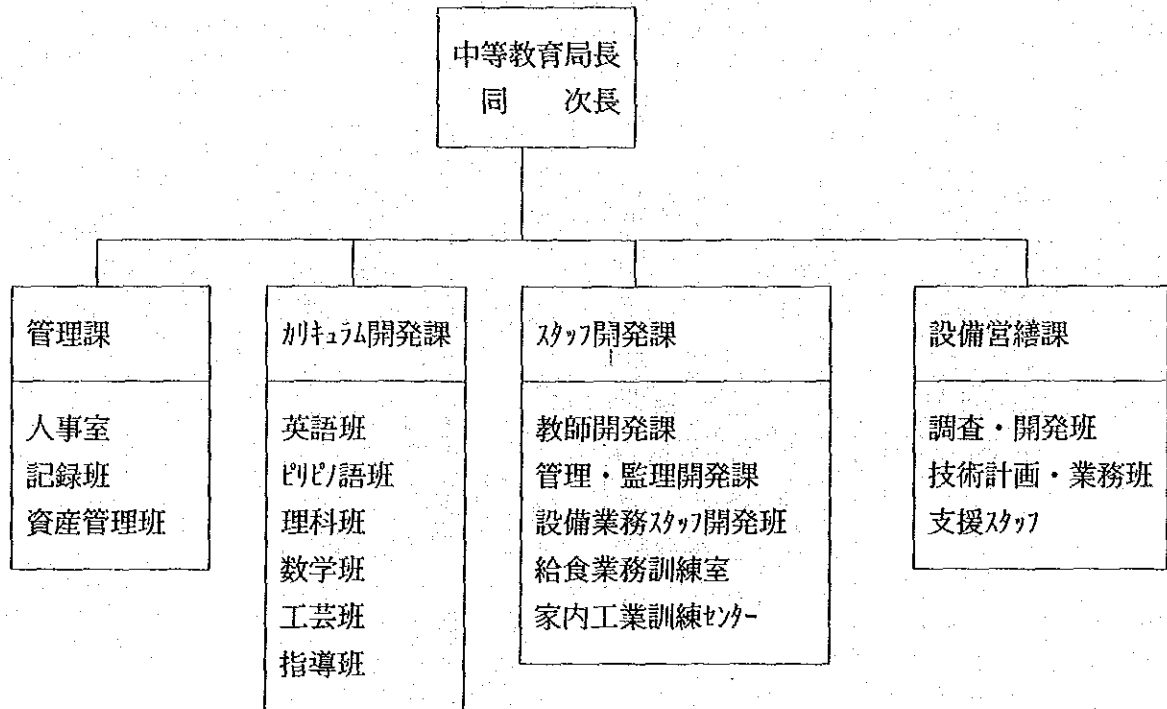 中等教育局長
同　次長
管理課
人事室
記録班
資産管理班
ｶﾘｷｭﾗﾑ開発課
英語班
ﾋﾟﾘﾋﾟﾉ語班
理科班
数学班
工芸班
指導班
ｽﾀｯﾌ開発課
教師開発課
管理・監理開発課
設備業務ｽﾀｯﾌ開発班
給食業務訓練室
家内工業訓練ｾﾝﾀｰ
設備営繕課
調査・開発班
技術計画・業務班
支援ｽﾀｯﾌ